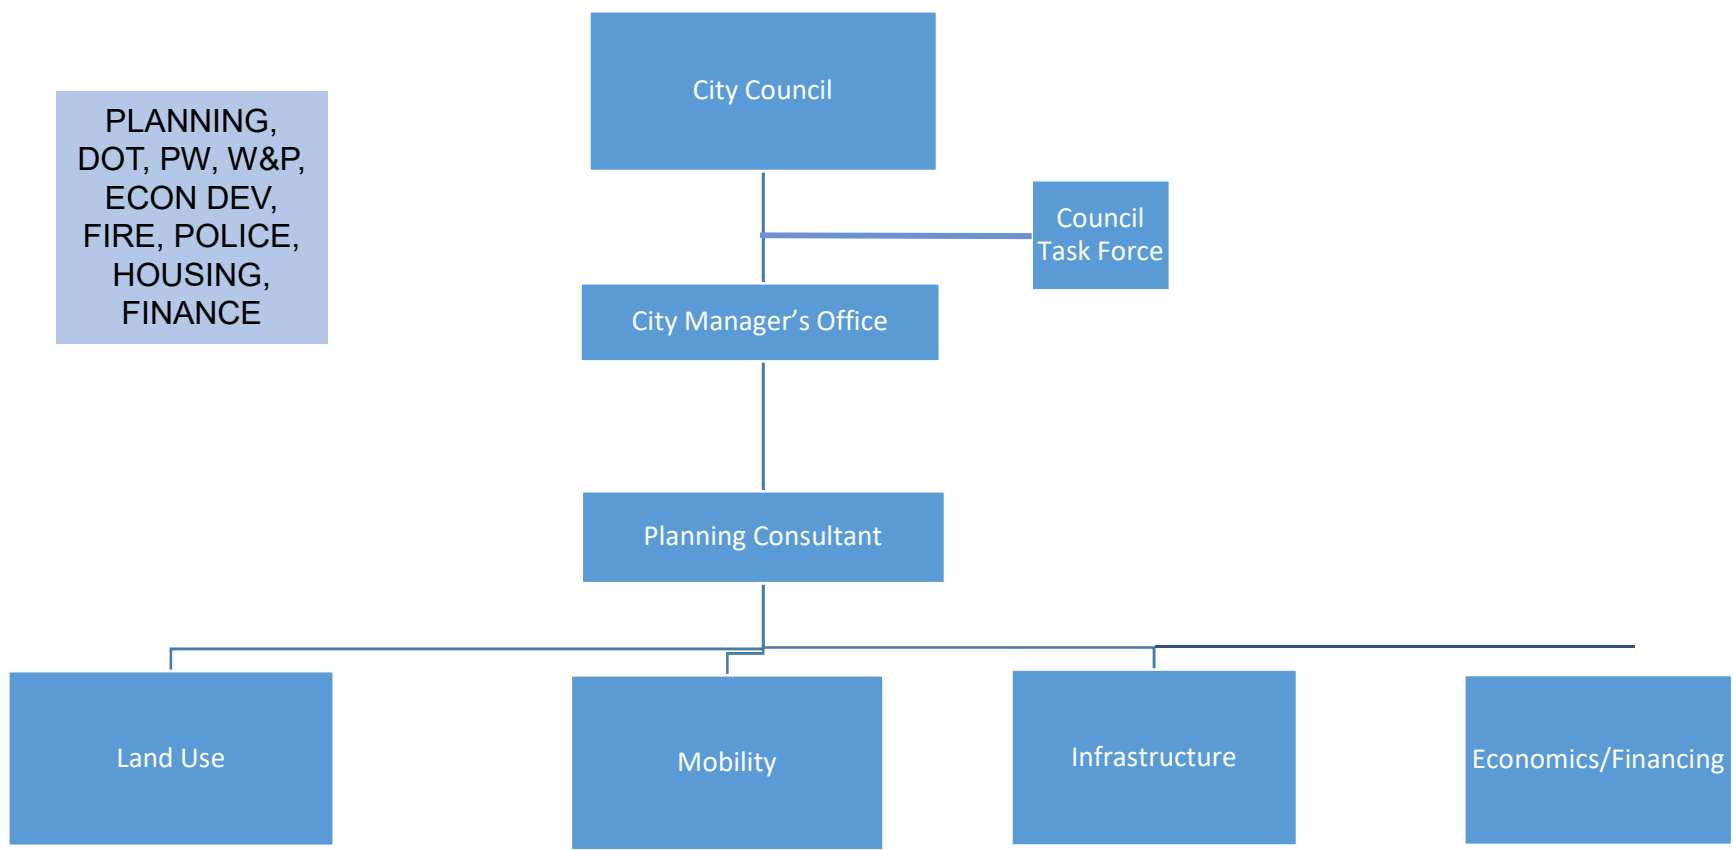 City Council
PLANNING,
DOT, PW, W&P,
ECON DEV,
FIRE, POLICE,
HOUSING,
FINANCE
Council
Task Force
City Manager’s Office
Planning Consultant
Land Use
Mobility
Infrastructure
Economics/Financing